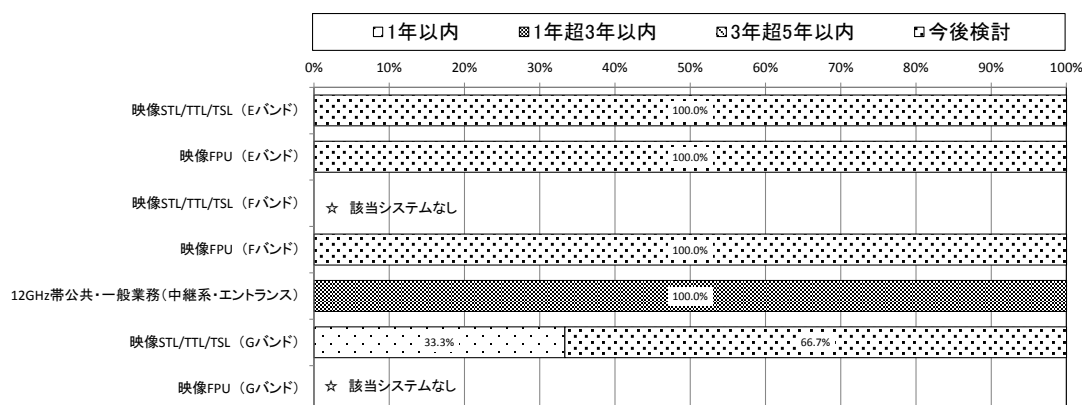 □1年以内 ▩1年超3年以内 ▧3年超5年以内 □今後検討
0% 10% 20% 30% 40% 50% 60% 70% 80% 90% 100%
映像STL/TTL/TSL (Eバンド) 100.0%
映像FPU (Eバンド) 100.0%
映像STL/TTL/TSL (Fバンド) ☆ 該当システムなし
映像FPU (Fバンド) 100.0%
12GHz帯公共・一般業務(中継系・エントランス) 100.0%
映像STL/TTL/TSL (Gバンド) 33.3% 66.7%
映像FPU (Gバンド) ☆ 該当システムなし